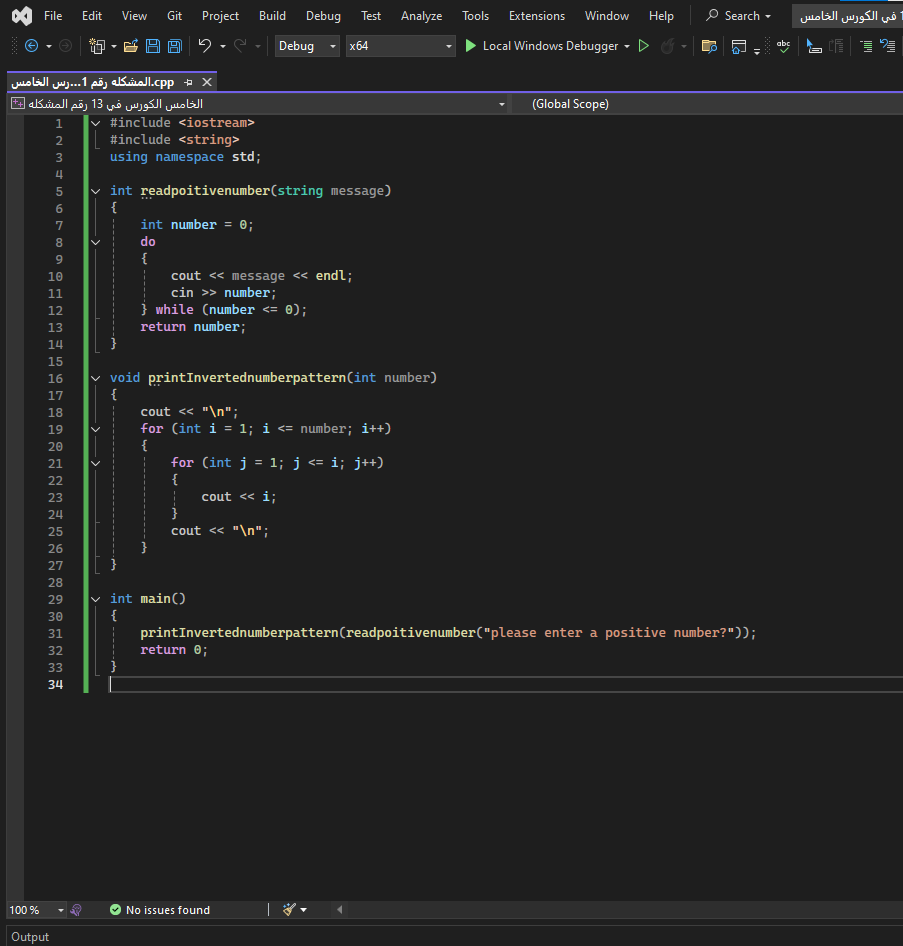 File Edit View Git Project Build Debug Test Analyze Tools Extensions Window Help Search في الكورس الخامس 1
Debug x64 Local Windows Debugger
المشكله رقم 1...رس الخامس.cpp
الخامس الكورس في 13 رقم المشكله (Global Scope)
1 #include <iostream>
2 #include <string>
3 using namespace std;
4
5 int readpoitivenumber(string message)
6 {
7 int number = 0;
8 do
9 {
10 cout << message << endl;
11 cin >> number;
12 } while (number <= 0);
13 return number;
14 }
15
16 void printInvertednumberpattern(int number)
17 {
18 cout << "\n";
19 for (int i = 1; i <= number; i++)
20 {
21 for (int j = 1; j <= i; j++)
22 {
23 cout << i;
24 }
25 cout << "\n";
26 }
27 }
28
29 int main()
30 {
31 printInvertednumberpattern(readpoitivenumber("please enter a positive number?"));
32 return 0;
33 }
34
100 % No issues found
Output